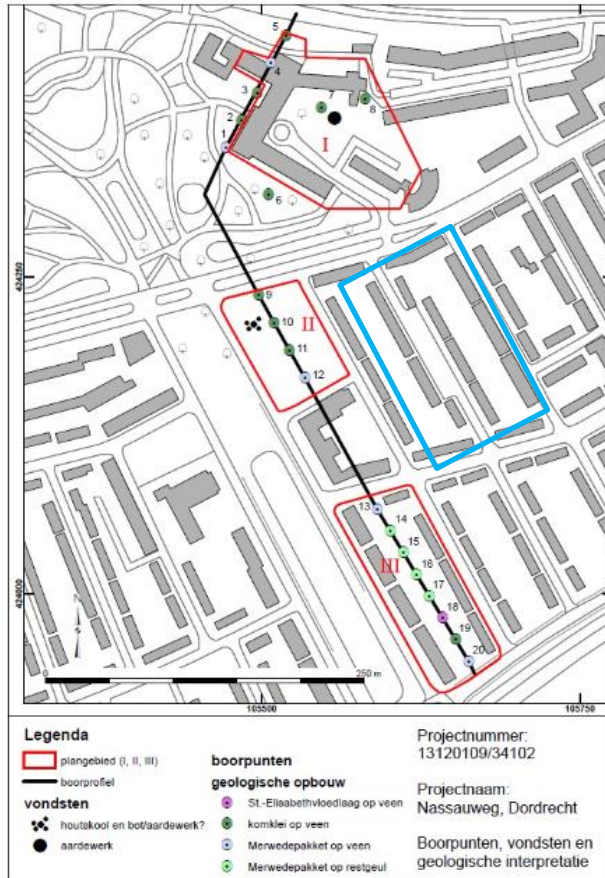 5
4
3
7
8
2
1
I
6
424250
9
10
II
11
12
13
14
15
III
16
17
424000
18
N
19
20
0
250 m
105500
105750
Legenda
plangebied (I, II, III)
boorprofiel
vondsten
houtskool en bot/aardewerk?
aardewerk
boorpunten
geologische opbouw
St.-Elisabethvloedlaag op veen
komklei op veen
Merwedepakket op veen
Merwedepakket op restgeul
Projectnummer:
13120109/34102
Projectnaam:
Nassauweg, Dordrecht
Boorpunten, vondsten en
geologische interpretatie